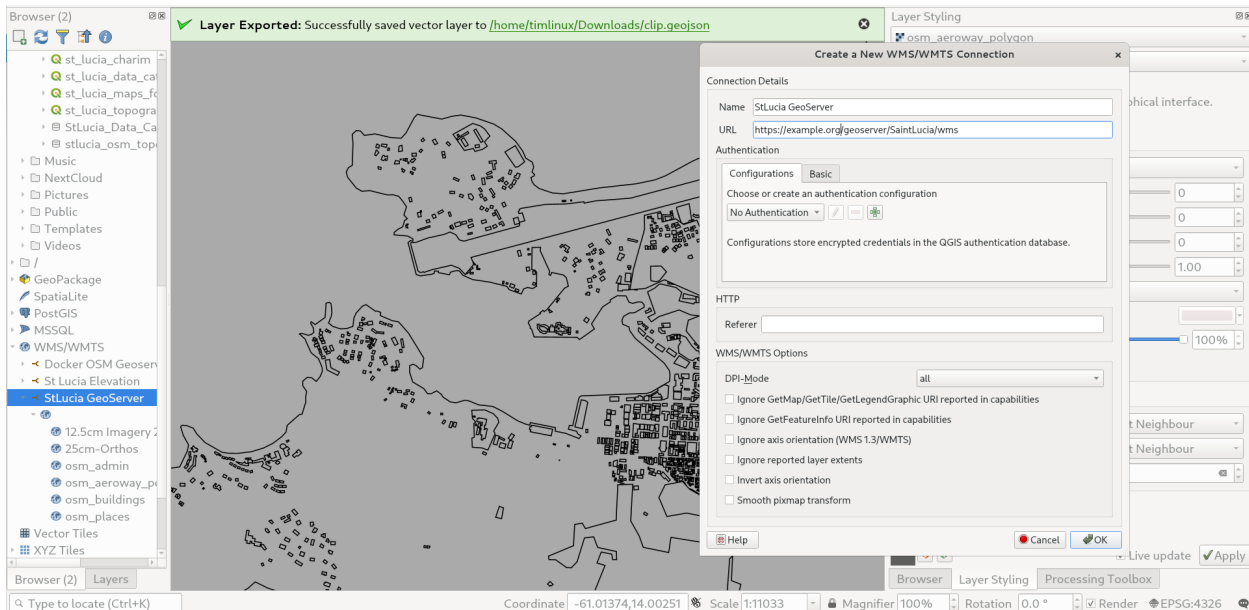 Browser (2)
st_lucia_charim
st_lucia_data_cat
st_lucia_maps_fo
st_lucia_topogra
StLucia_Data_Ca
stlucia_osm_topo
Music
NextCloud
Pictures
Public
Templates
Videos
/
GeoPackage
SpatiaLite
PostGIS
MSSQL
WMS/WMTS
Docker OSM Geoserv
St Lucia Elevation
StLucia GeoServer
12.5cm Imagery 2
25cm-Orthos
osm_admin
osm_aeroway_po
osm_buildings
osm_places
Vector Tiles
XYZ Tiles
Browser (2) Layers
Type to locate (Ctrl+K)
Layer Exported: Successfully saved vector layer to /home/timlinux/Downloads/clip.geojson
Create a New WMS/WMTS Connection
Connection Details
Name StLucia GeoServer
URL https://example.org/geoserver/SaintLucia/wms
Authentication
Configurations Basic
Choose or create an authentication configuration
No Authentication
Configurations store encrypted credentials in the QGIS authentication database.
HTTP
Referer
WMS/WMTS Options
DPI-Mode all
Ignore GetMap/GetTile/GetLegendGraphic URI reported in capabilities
Ignore GetFeatureInfo URI reported in capabilities
Ignore axis orientation (WMS 1.3/WMTS)
Ignore reported layer extents
Invert axis orientation
Smooth pixmap transform
Help Cancel OK
Layer Styling
osm_aeroway_polygon
phical interface.
0
0
0
1.00
100%
t Neighbour
t Neighbour
Live update Apply
Browser Layer Styling Processing Toolbox
Coordinate -61.01374,14.00251 Scale 1:11033 Magnifier 100% Rotation 0.0 ° Render EPSG:4326